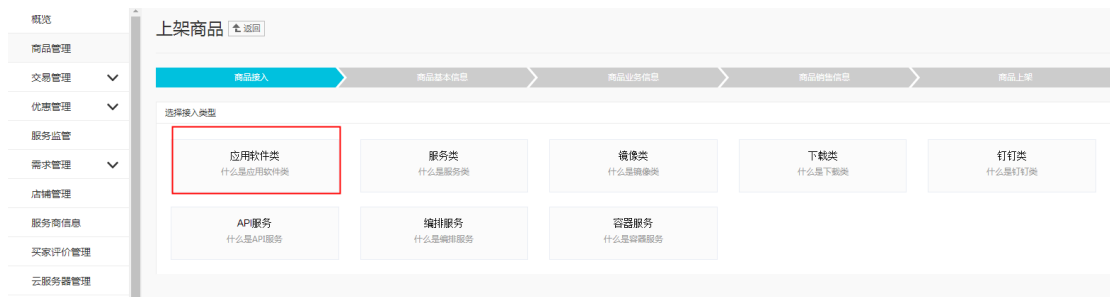 概览
商品管理
交易管理
优惠管理
服务监管
需求管理
店铺管理
服务商信息
买家评价管理
云服务器管理
上架商品 返回
商品接入 商品基本信息 商品业务信息 商品销售信息 商品上架
选择接入类型
应用软件类 服务类 镜像类 下载类 钉钉类
什么是应用软件类 什么是服务类 什么是镜像类 什么是下载类 什么是钉钉类
API服务 编排服务 容器服务
什么是API服务 什么是编排服务 什么是容器服务